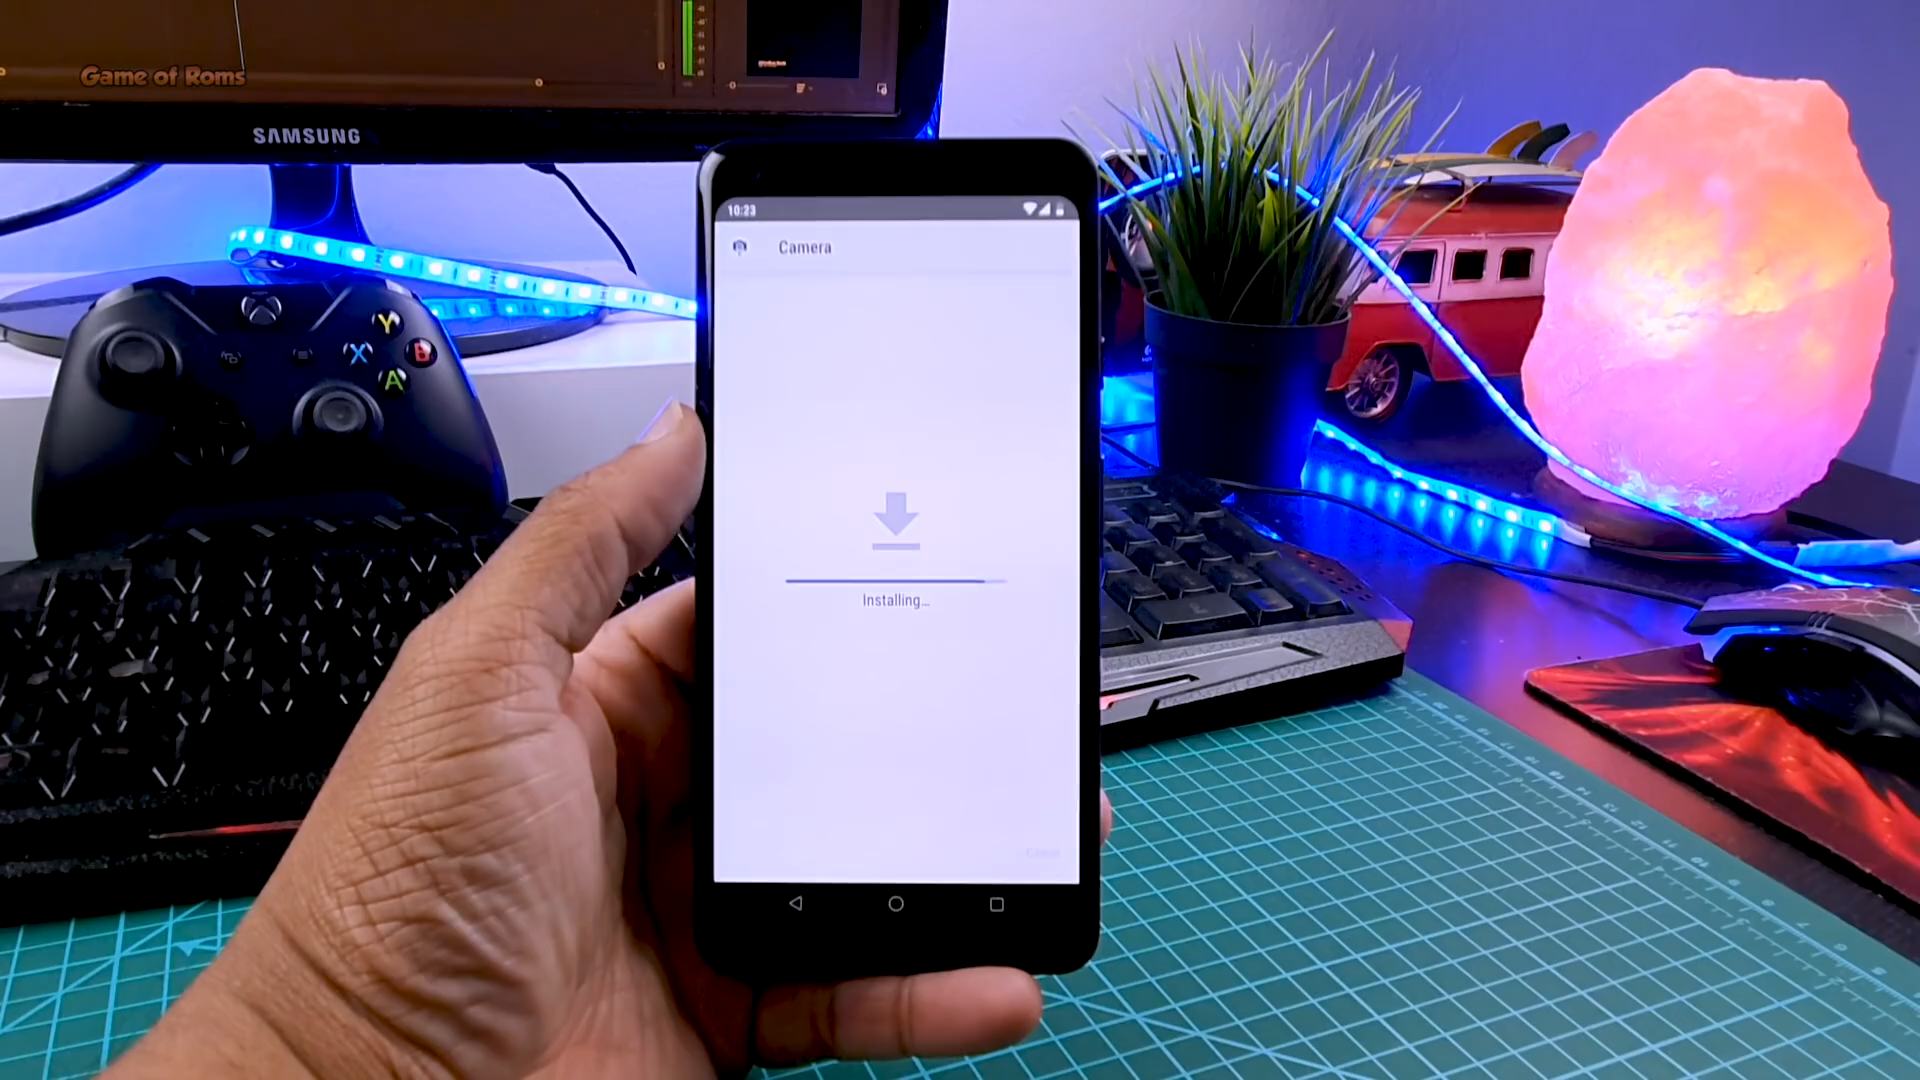 Game of Roms
SAMSUNG
10:23
Camera
Installing...
Y
X
B
A